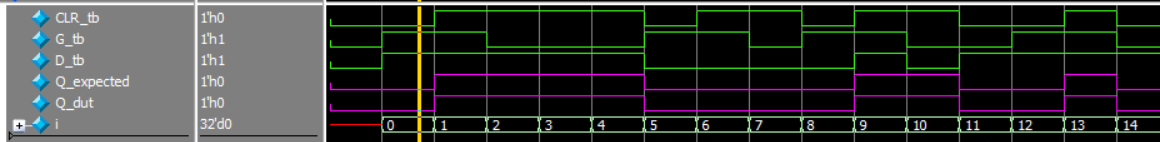 CLR_tb 1'h0
G_tb 1'h1
D_tb 1'h1
Q_expected 1'h0
Q_dut 1'h0
i 32'd0 0 1 2 3 4 5 6 7 8 9 10 11 12 13 14